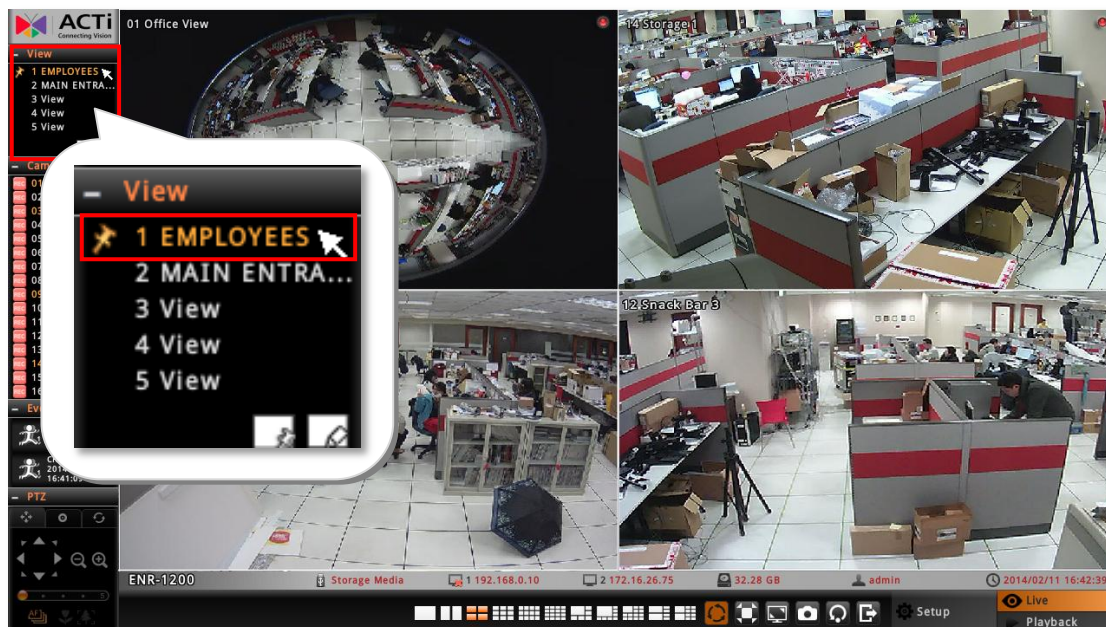 ACTi
Connecting Vision
01 Office View
14 Storage 1
View
1 EMPLOYEES
2 MAIN ENTRA...
3 View
4 View
5 View
View
1 EMPLOYEES
2 MAIN ENTRA...
3 View
4 View
5 View
12 Snack Bar 3
16:41:05
PTZ
ENR-1200
Storage Media
1 192.168.0.10
2 172.16.26.75
32.28 GB
admin
2014/02/11 16:42:39
Setup
Live
Playback